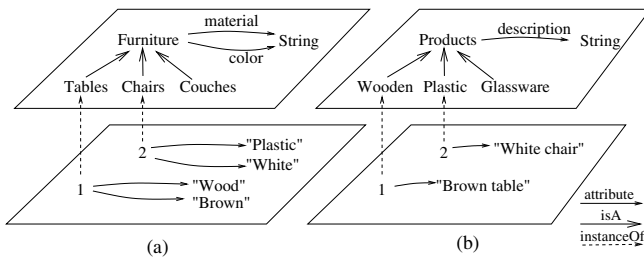 material
Furniture
String
color
Tables Chairs Couches
2
"Plastic"
"White"
1
"Wood"
"Brown"
(a)
description
Products
String
Wooden Plastic Glassware
2
"White chair"
1
"Brown table"
(b)
attribute
isA
instanceOf